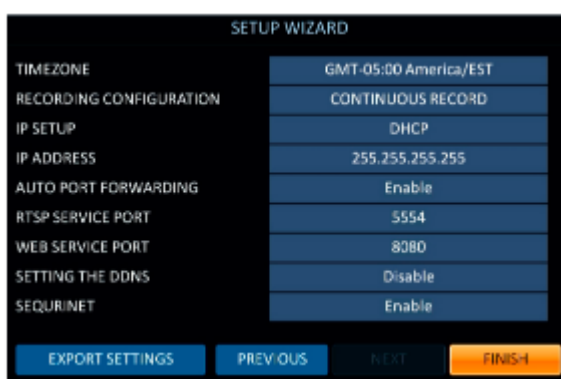 SETUP WIZARD
TIMEZONE GMT-05:00 America/EST
RECORDING CONFIGURATION CONTINUOUS RECORD
IP SETUP DHCP
IP ADDRESS 255.255.255.255
AUTO PORT FORWARDING Enable
RTSP SERVICE PORT 5554
WEB SERVICE PORT 8080
SETTING THE DDNS Disable
SEQURINET Enable
EXPORT SETTINGS PREVIOUS NEXT FINISH